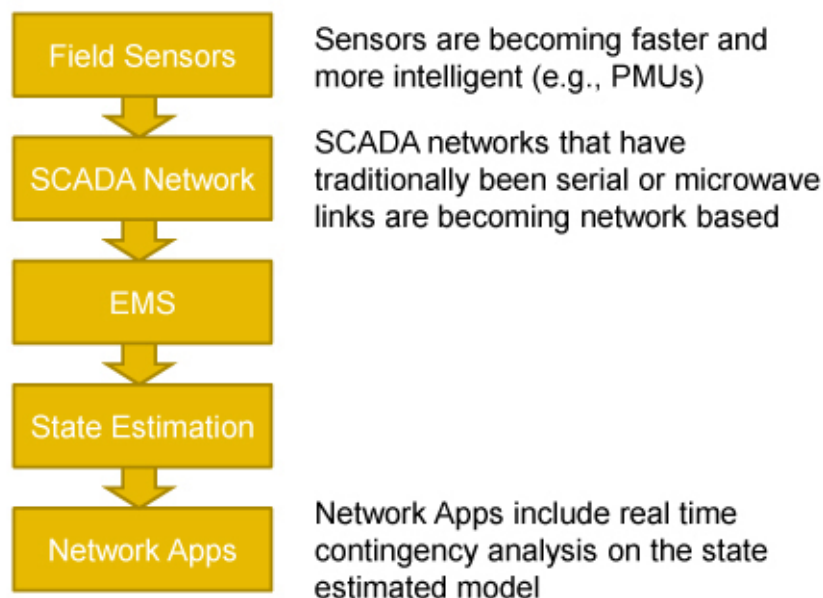 Field Sensors
Sensors are becoming faster and
more intelligent (e.g., PMUs)
SCADA Network
SCADA networks that have
traditionally been serial or microwave
links are becoming network based
EMS
State Estimation
Network Apps
Network Apps include real time
contingency analysis on the state
estimated model